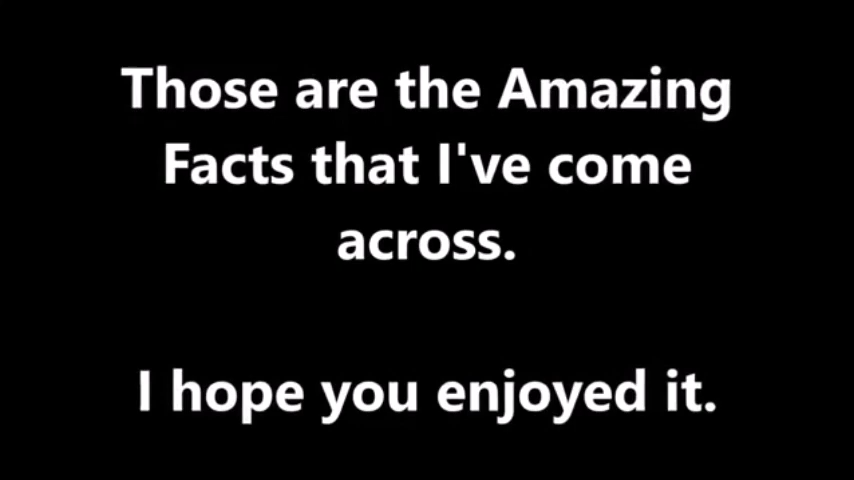 Those are the Amazing
Facts that I've come
across.
I hope you enjoyed it.